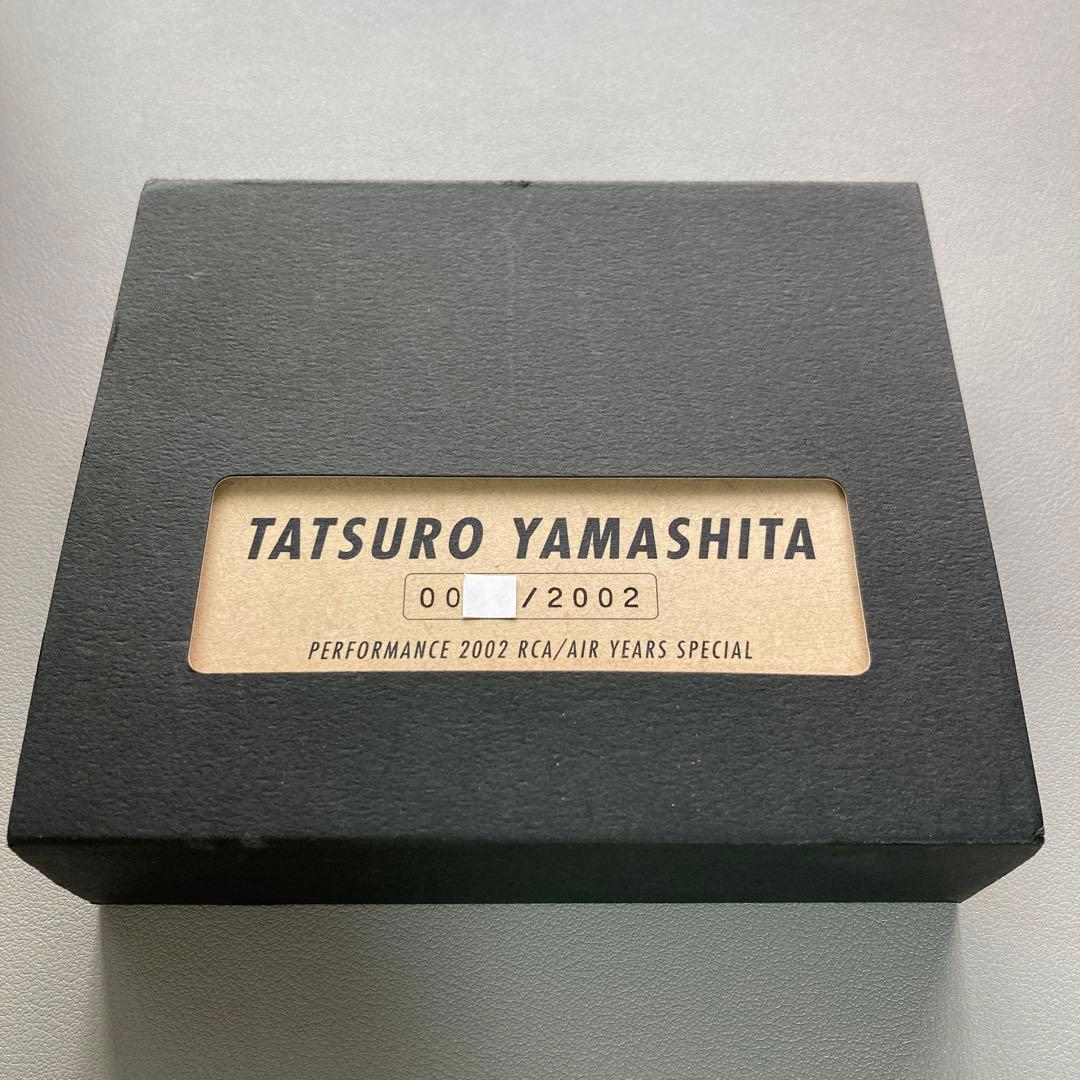 TATSURO YAMASHITA
00 /2002
PERFORMANCE 2002 RCA/AIR YEARS SPECIAL